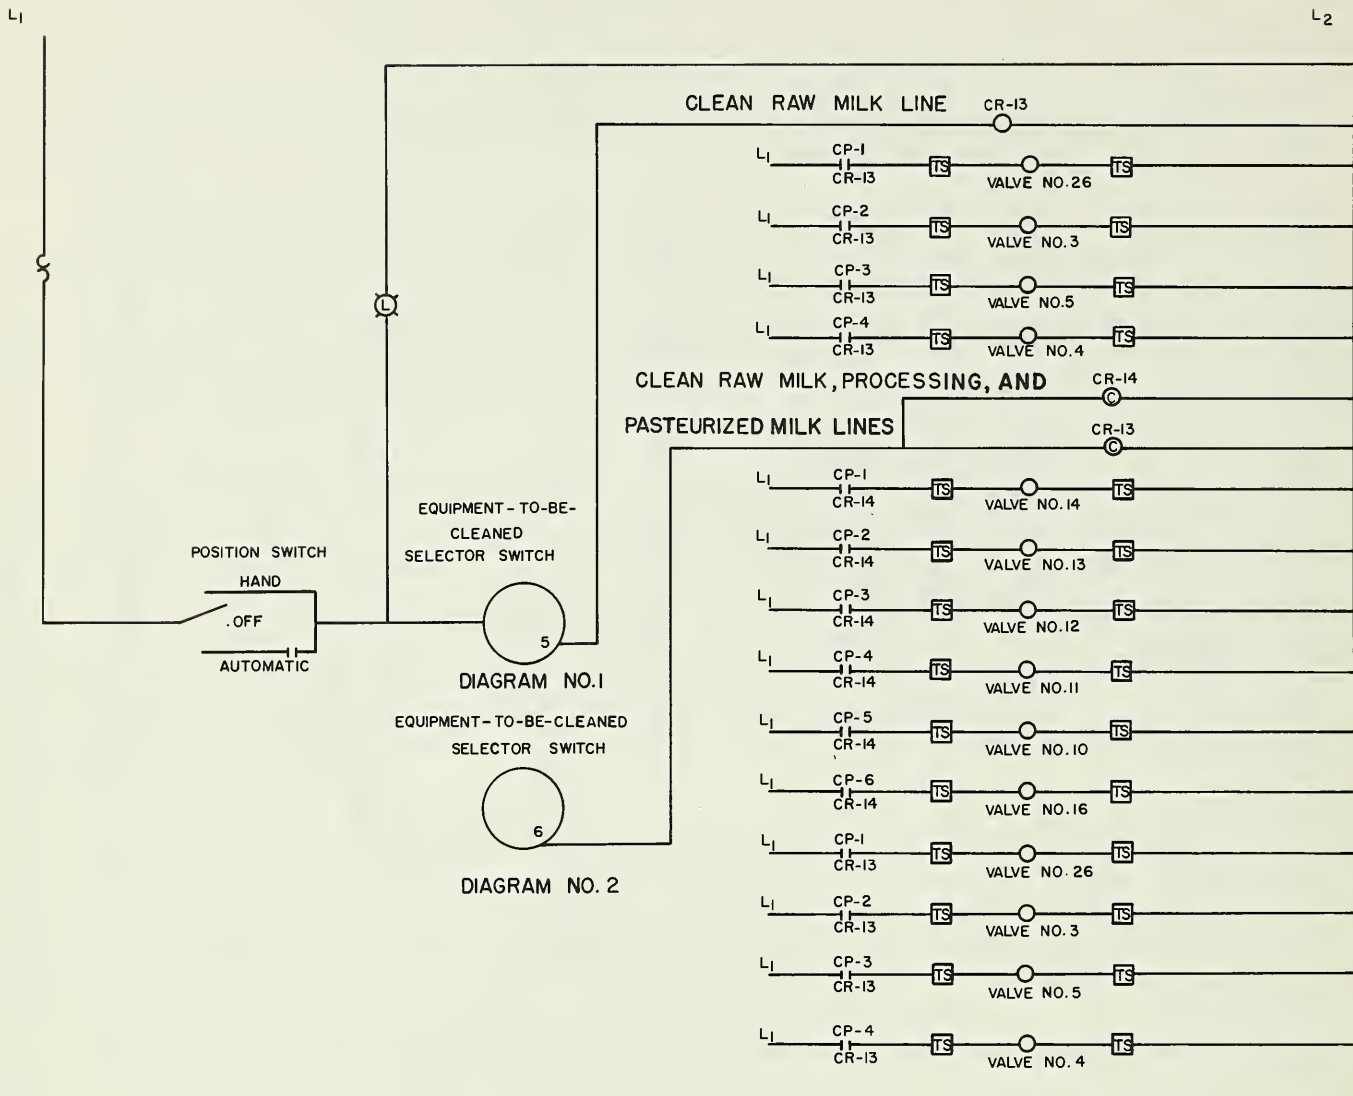 L1
L2
CLEAN RAW MILK LINE
CR-13
L1
CP-1
CR-13
TS
VALVE NO.26
TS
L1
CP-2
CR-13
TS
VALVE NO.3
TS
L1
CP-3
CR-13
TS
VALVE NO.5
TS
L1
CP-4
CR-13
TS
VALVE NO.4
TS
L
CLEAN RAW MILK, PROCESSING, AND
PASTEURIZED MILK LINES
CR-14
C
CR-13
C
L1
CP-1
CR-14
TS
VALVE NO.14
TS
L1
CP-2
CR-14
TS
VALVE NO.13
TS
L1
CP-3
CR-14
TS
VALVE NO.12
TS
L1
CP-4
CR-14
TS
VALVE NO.11
TS
L1
CP-5
CR-14
TS
VALVE NO.10
TS
L1
CP-6
CR-14
TS
VALVE NO.16
TS
L1
CP-1
CR-13
TS
VALVE NO.26
TS
L1
CP-2
CR-13
TS
VALVE NO.3
TS
L1
CP-3
CR-13
TS
VALVE NO.5
TS
L1
CP-4
CR-13
TS
VALVE NO.4
TS
POSITION SWITCH
HAND
.OFF
AUTOMATIC
EQUIPMENT-TO-BE-
CLEANED
SELECTOR SWITCH
5
DIAGRAM NO.1
EQUIPMENT-TO-BE-CLEANED
SELECTOR SWITCH
6
DIAGRAM NO. 2